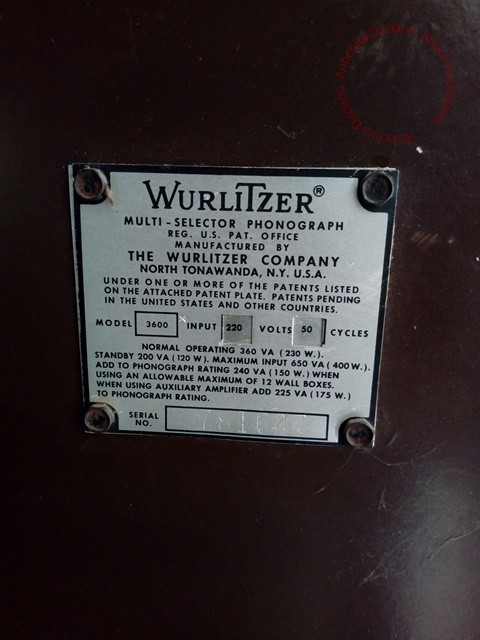 WURLITZER®
MULTI-SELECTOR PHONOGRAPH
REG. U.S. PAT. OFFICE
MANUFACTURED BY
THE WURLITZER COMPANY
NORTH TONAWANDA, N.Y. U.S.A.
UNDER ONE OR MORE OF THE PATENTS LISTED
ON THE ATTACHED PATENT PLATE. PATENTS PENDING
IN THE UNITED STATES AND OTHER COUNTRIES.
MODEL 3600 INPUT 220 VOLTS 50 CYCLES
NORMAL OPERATING 360 VA (230 W.).
STANDBY 200 VA (120 W). MAXIMUM INPUT 650 VA (400 W.).
ADD TO PHONOGRAPH RATING 240 VA (150 W.) WHEN
USING AN ALLOWABLE MAXIMUM OF 12 WALL BOXES.
WHEN USING AUXILIARY AMPLIFIER ADD 225 VA (175 W.)
TO PHONOGRAPH RATING.
SERIAL
NO.